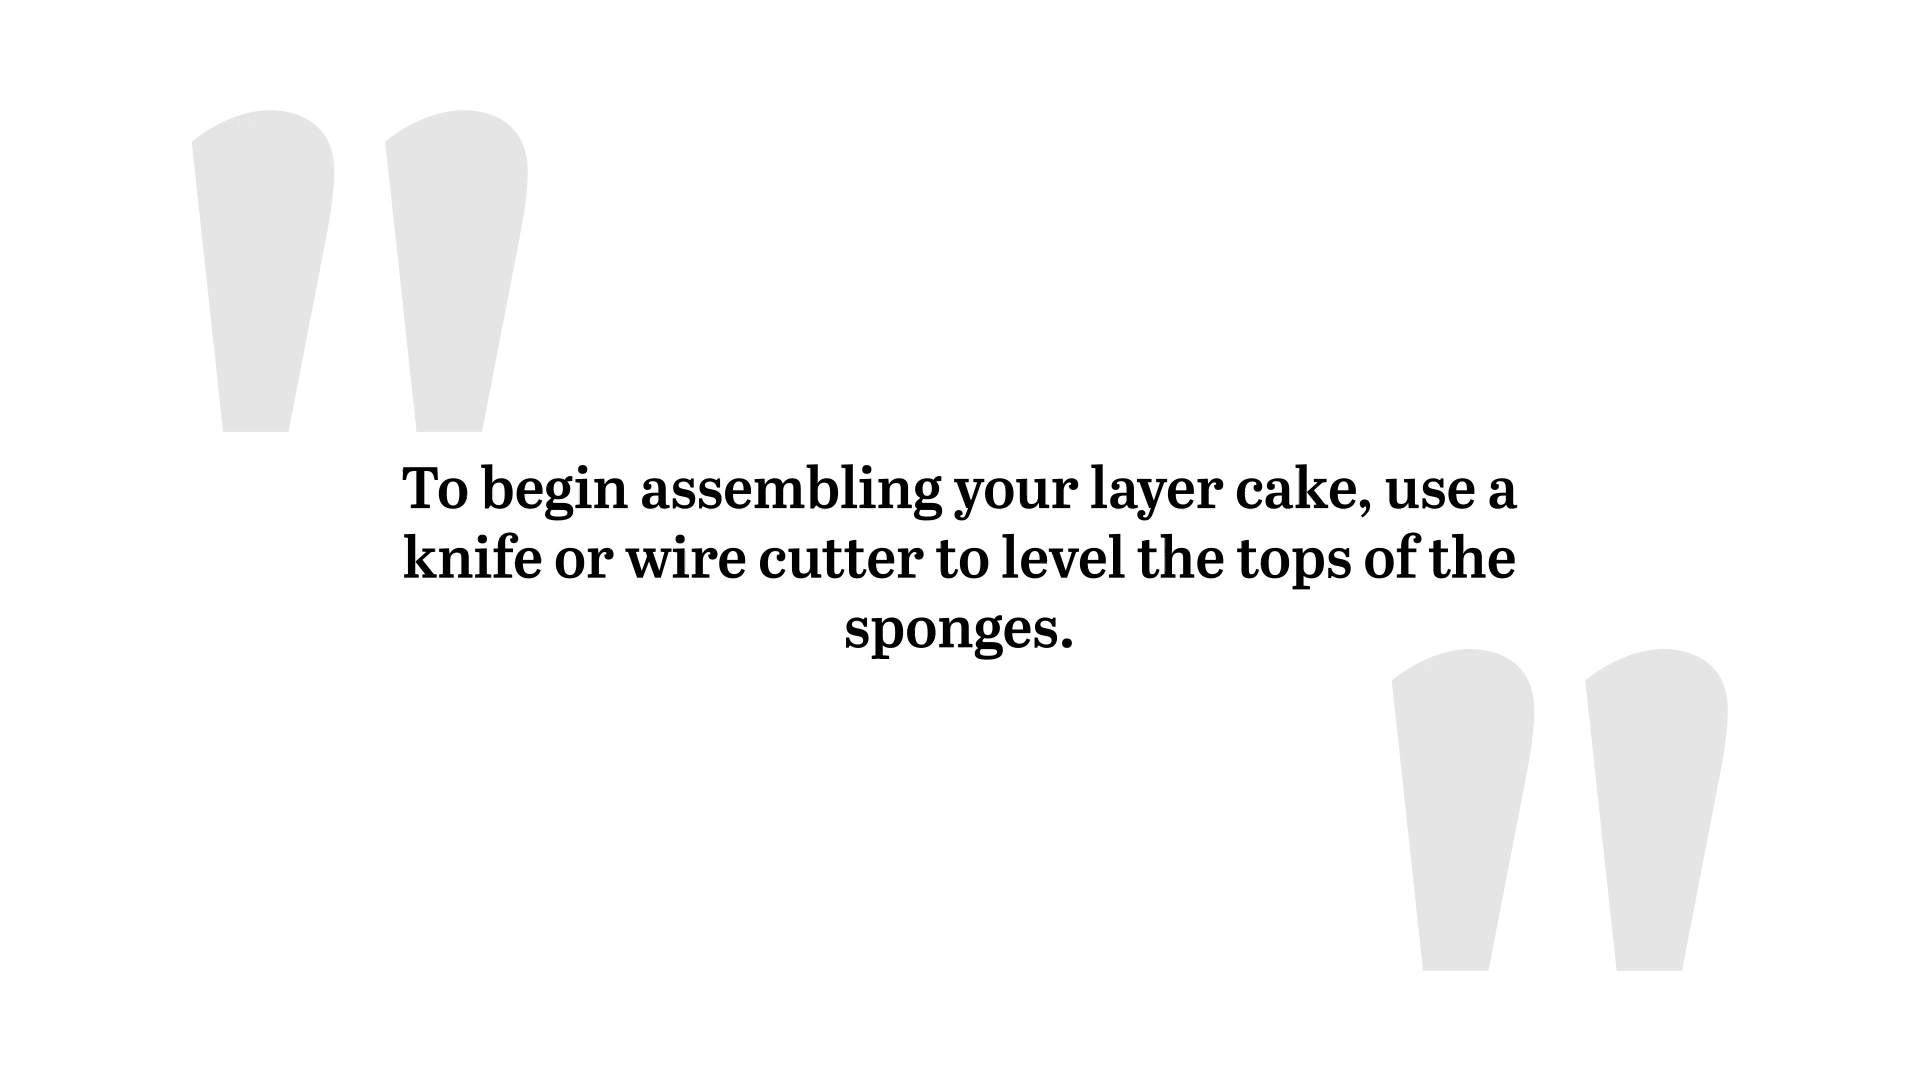 "
To begin assembling your layer cake, use a
knife or wire cutter to level the tops of the
sponges.
"